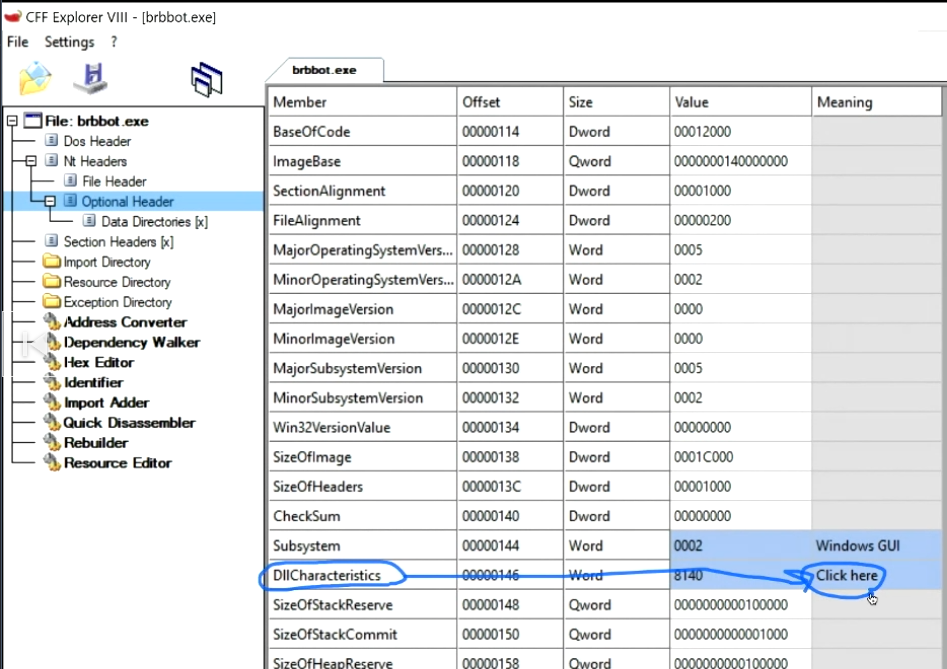 CFF Explorer VIII - [brbbot.exe]
File Settings ?
brbbot.exe
File: brbbot.exe
Dos Header
Nt Headers
File Header
Optional Header
Data Directories [x]
Section Headers [x]
Import Directory
Resource Directory
Exception Directory
Address Converter
Dependency Walker
Hex Editor
Identifier
Import Adder
Quick Disassembler
Rebuilder
Resource Editor
Member Offset Size Value Meaning
BaseOfCode 00000114 Dword 00012000
ImageBase 00000118 Qword 0000000140000000
SectionAlignment 00000120 Dword 00001000
FileAlignment 00000124 Dword 00000200
MajorOperatingSystemVers... 00000128 Word 0005
MinorOperatingSystemVers... 0000012A Word 0002
MajorImageVersion 0000012C Word 0000
MinorImageVersion 0000012E Word 0000
MajorSubsystemVersion 00000130 Word 0005
MinorSubsystemVersion 00000132 Word 0002
Win32VersionValue 00000134 Dword 00000000
SizeOfImage 00000138 Dword 0001C000
SizeOfHeaders 0000013C Dword 00001000
CheckSum 00000140 Dword 00000000
Subsystem 00000144 Word 0002 Windows GUI
DllCharacteristics 00000146 Word 8140 Click here
SizeOfStackReserve 00000148 Qword 0000000000100000
SizeOfStackCommit 00000150 Qword 0000000000001000
SizeOfHeapReserve 00000158 Qword 0000000000100000